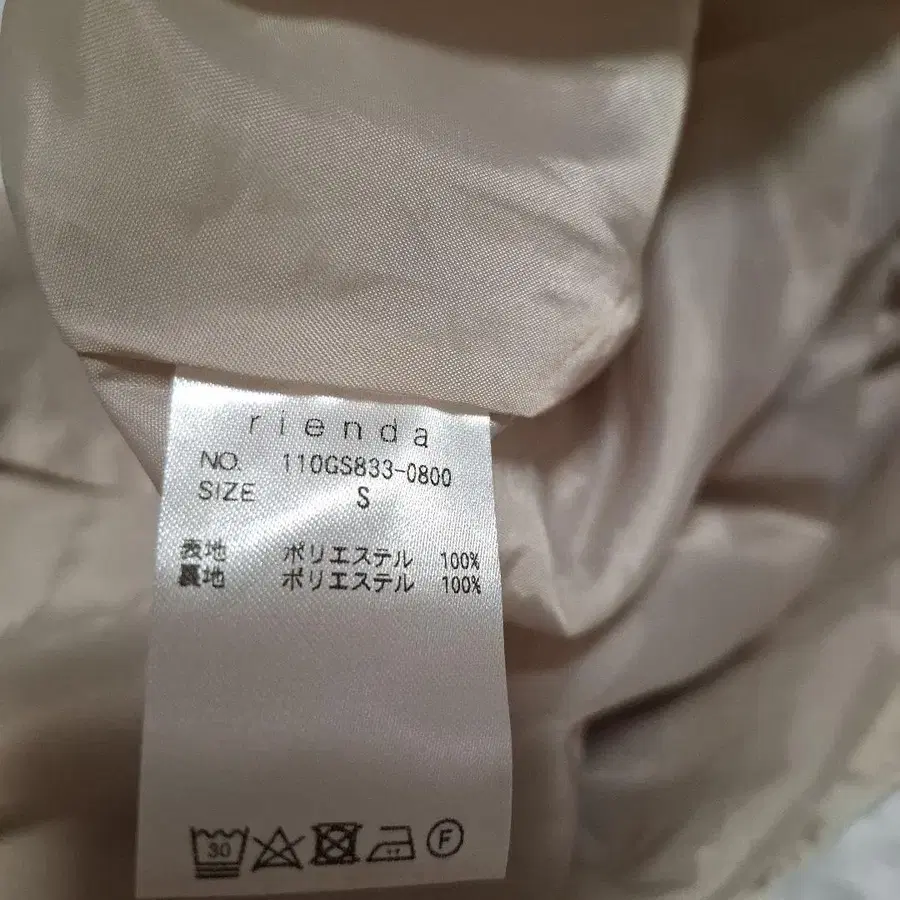 rienda
NO. 110GS833-0800
SIZE S
表地 ポリエステル 100%
裏地 ポリエステル 100%
30 F